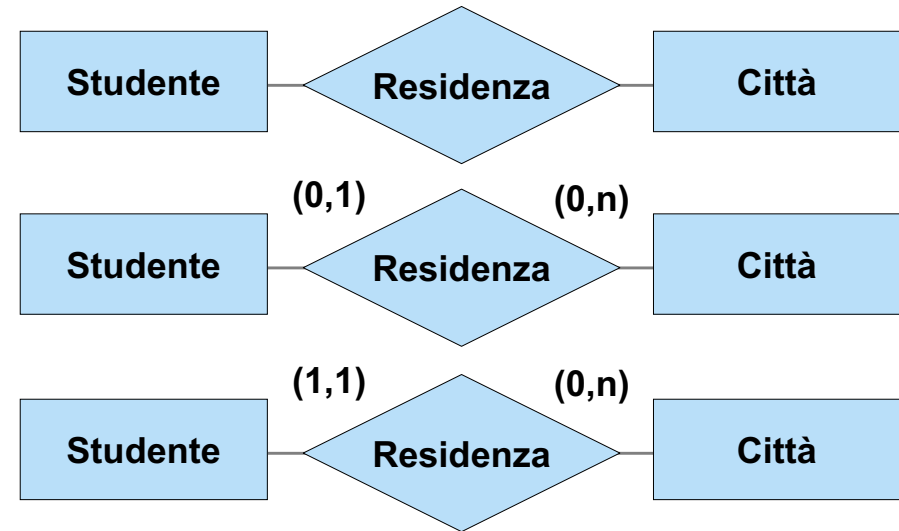 Studente Residenza Città
(0,1) (0,n)
Studente Residenza Città
(1,1) (0,n)
Studente Residenza Città